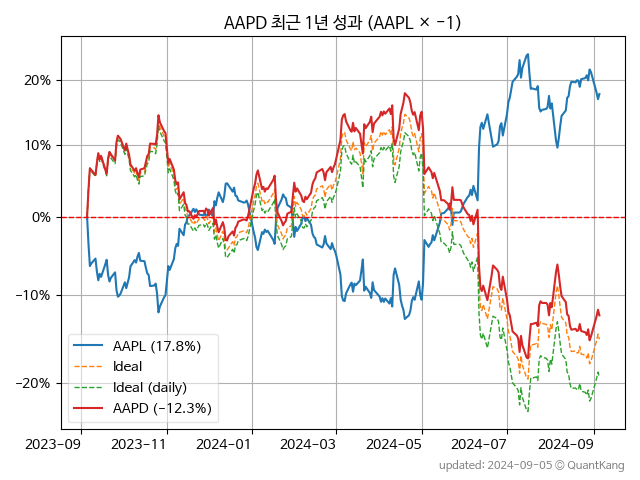 AAPD 최근 1년 성과 (AAPL × −1)
20%
10%
0%
−10%
−20%
AAPL (17.8%)
Ideal
Ideal (daily)
AAPD (−12.3%)
2023-09
2023-11
2024-01
2024-03
2024-05
2024-07
2024-09
updated: 2024-09-05 © QuantKang